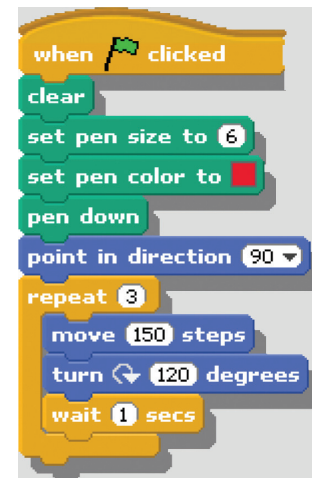 when clicked
clear
set pen size to 6
set pen color to
pen down
point in direction 90
repeat 3
move 150 steps
turn 120 degrees
wait 1 secs